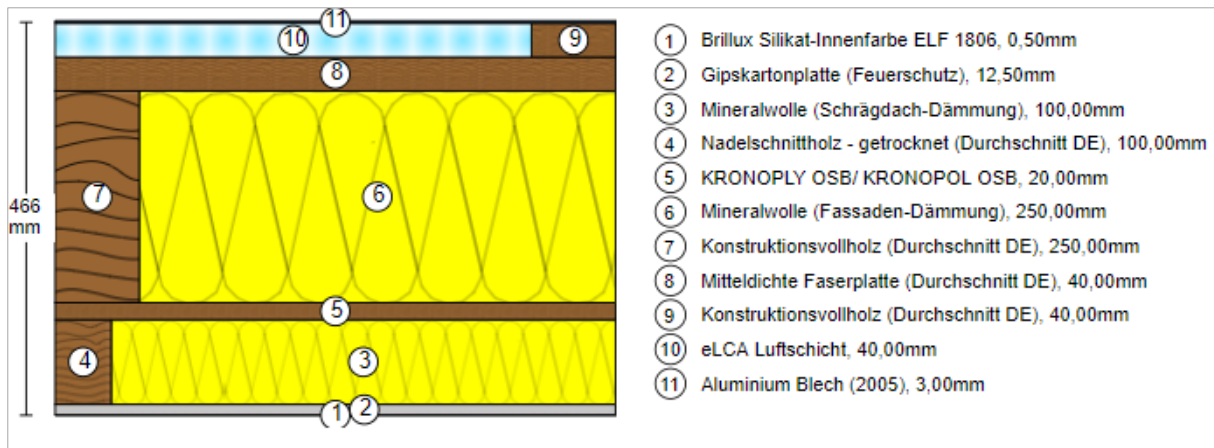 11
10
9
8
7
6
466
mm
5
4
3
1 2
1 Brillux Silikat-Innenfarbe ELF 1806, 0,50mm
2 Gipskartonplatte (Feuerschutz), 12,50mm
3 Mineralwolle (Schrägdach-Dämmung), 100,00mm
4 Nadelschnittholz - getrocknet (Durchschnitt DE), 100,00mm
5 KRONOPLY OSB/ KRONOPOL OSB, 20,00mm
6 Mineralwolle (Fassaden-Dämmung), 250,00mm
7 Konstruktionsvollholz (Durchschnitt DE), 250,00mm
8 Mitteldichte Faserplatte (Durchschnitt DE), 40,00mm
9 Konstruktionsvollholz (Durchschnitt DE), 40,00mm
10 eLCA Luftschicht, 40,00mm
11 Aluminium Blech (2005), 3,00mm